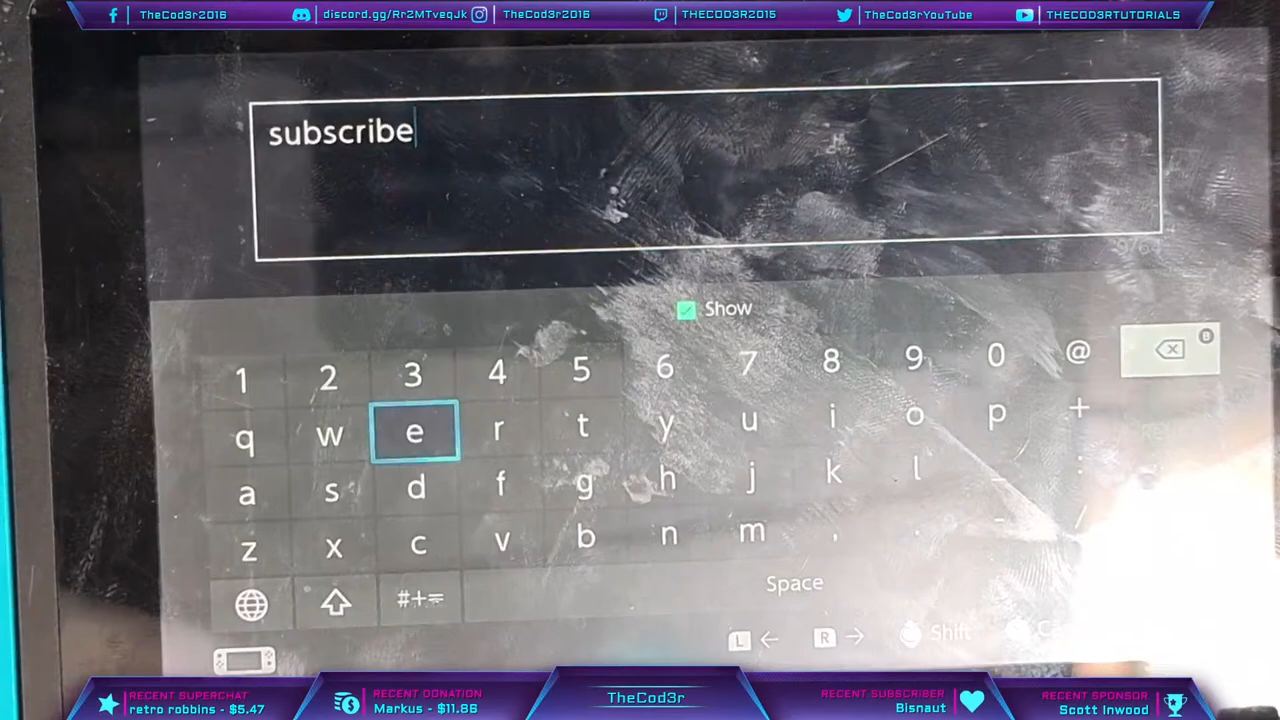 TheCod3r2016
discord.gg/Rr2MTveqJk
TheCod3r2016
THECOD3R2015
TheCod3rYouTube
THECOD3RTUTORIALS
subscribe
Show
1 2 3 4 5 6 7 8 9 0 @
q w e r t y u i o p +
a s d f g h j k l
z x c v b n m ,
#+= Space
L ← R → Shift
RECENT SUPERCHAT
retro robbins - $5.47
RECENT DONATION
Markus - $11.86
TheCod3r
RECENT SUBSCRIBER
Bisnaut
RECENT SPONSOR
Scott Inwood